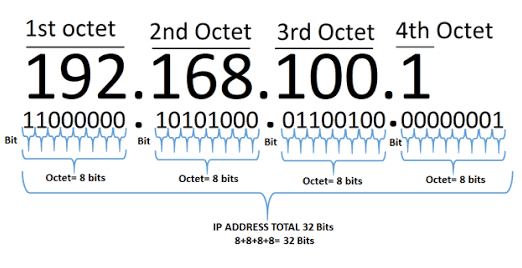 1st octet 2nd Octet 3rd Octet 4th Octet
192.168.100.1
11000000.10101000.01100100.00000001
Bit Bit Bit Bit
Octet= 8 bits Octet= 8 bits Octet= 8 bits Octet= 8 bits
IP ADDRESS TOTAL 32 Bits
8+8+8+8= 32 Bits